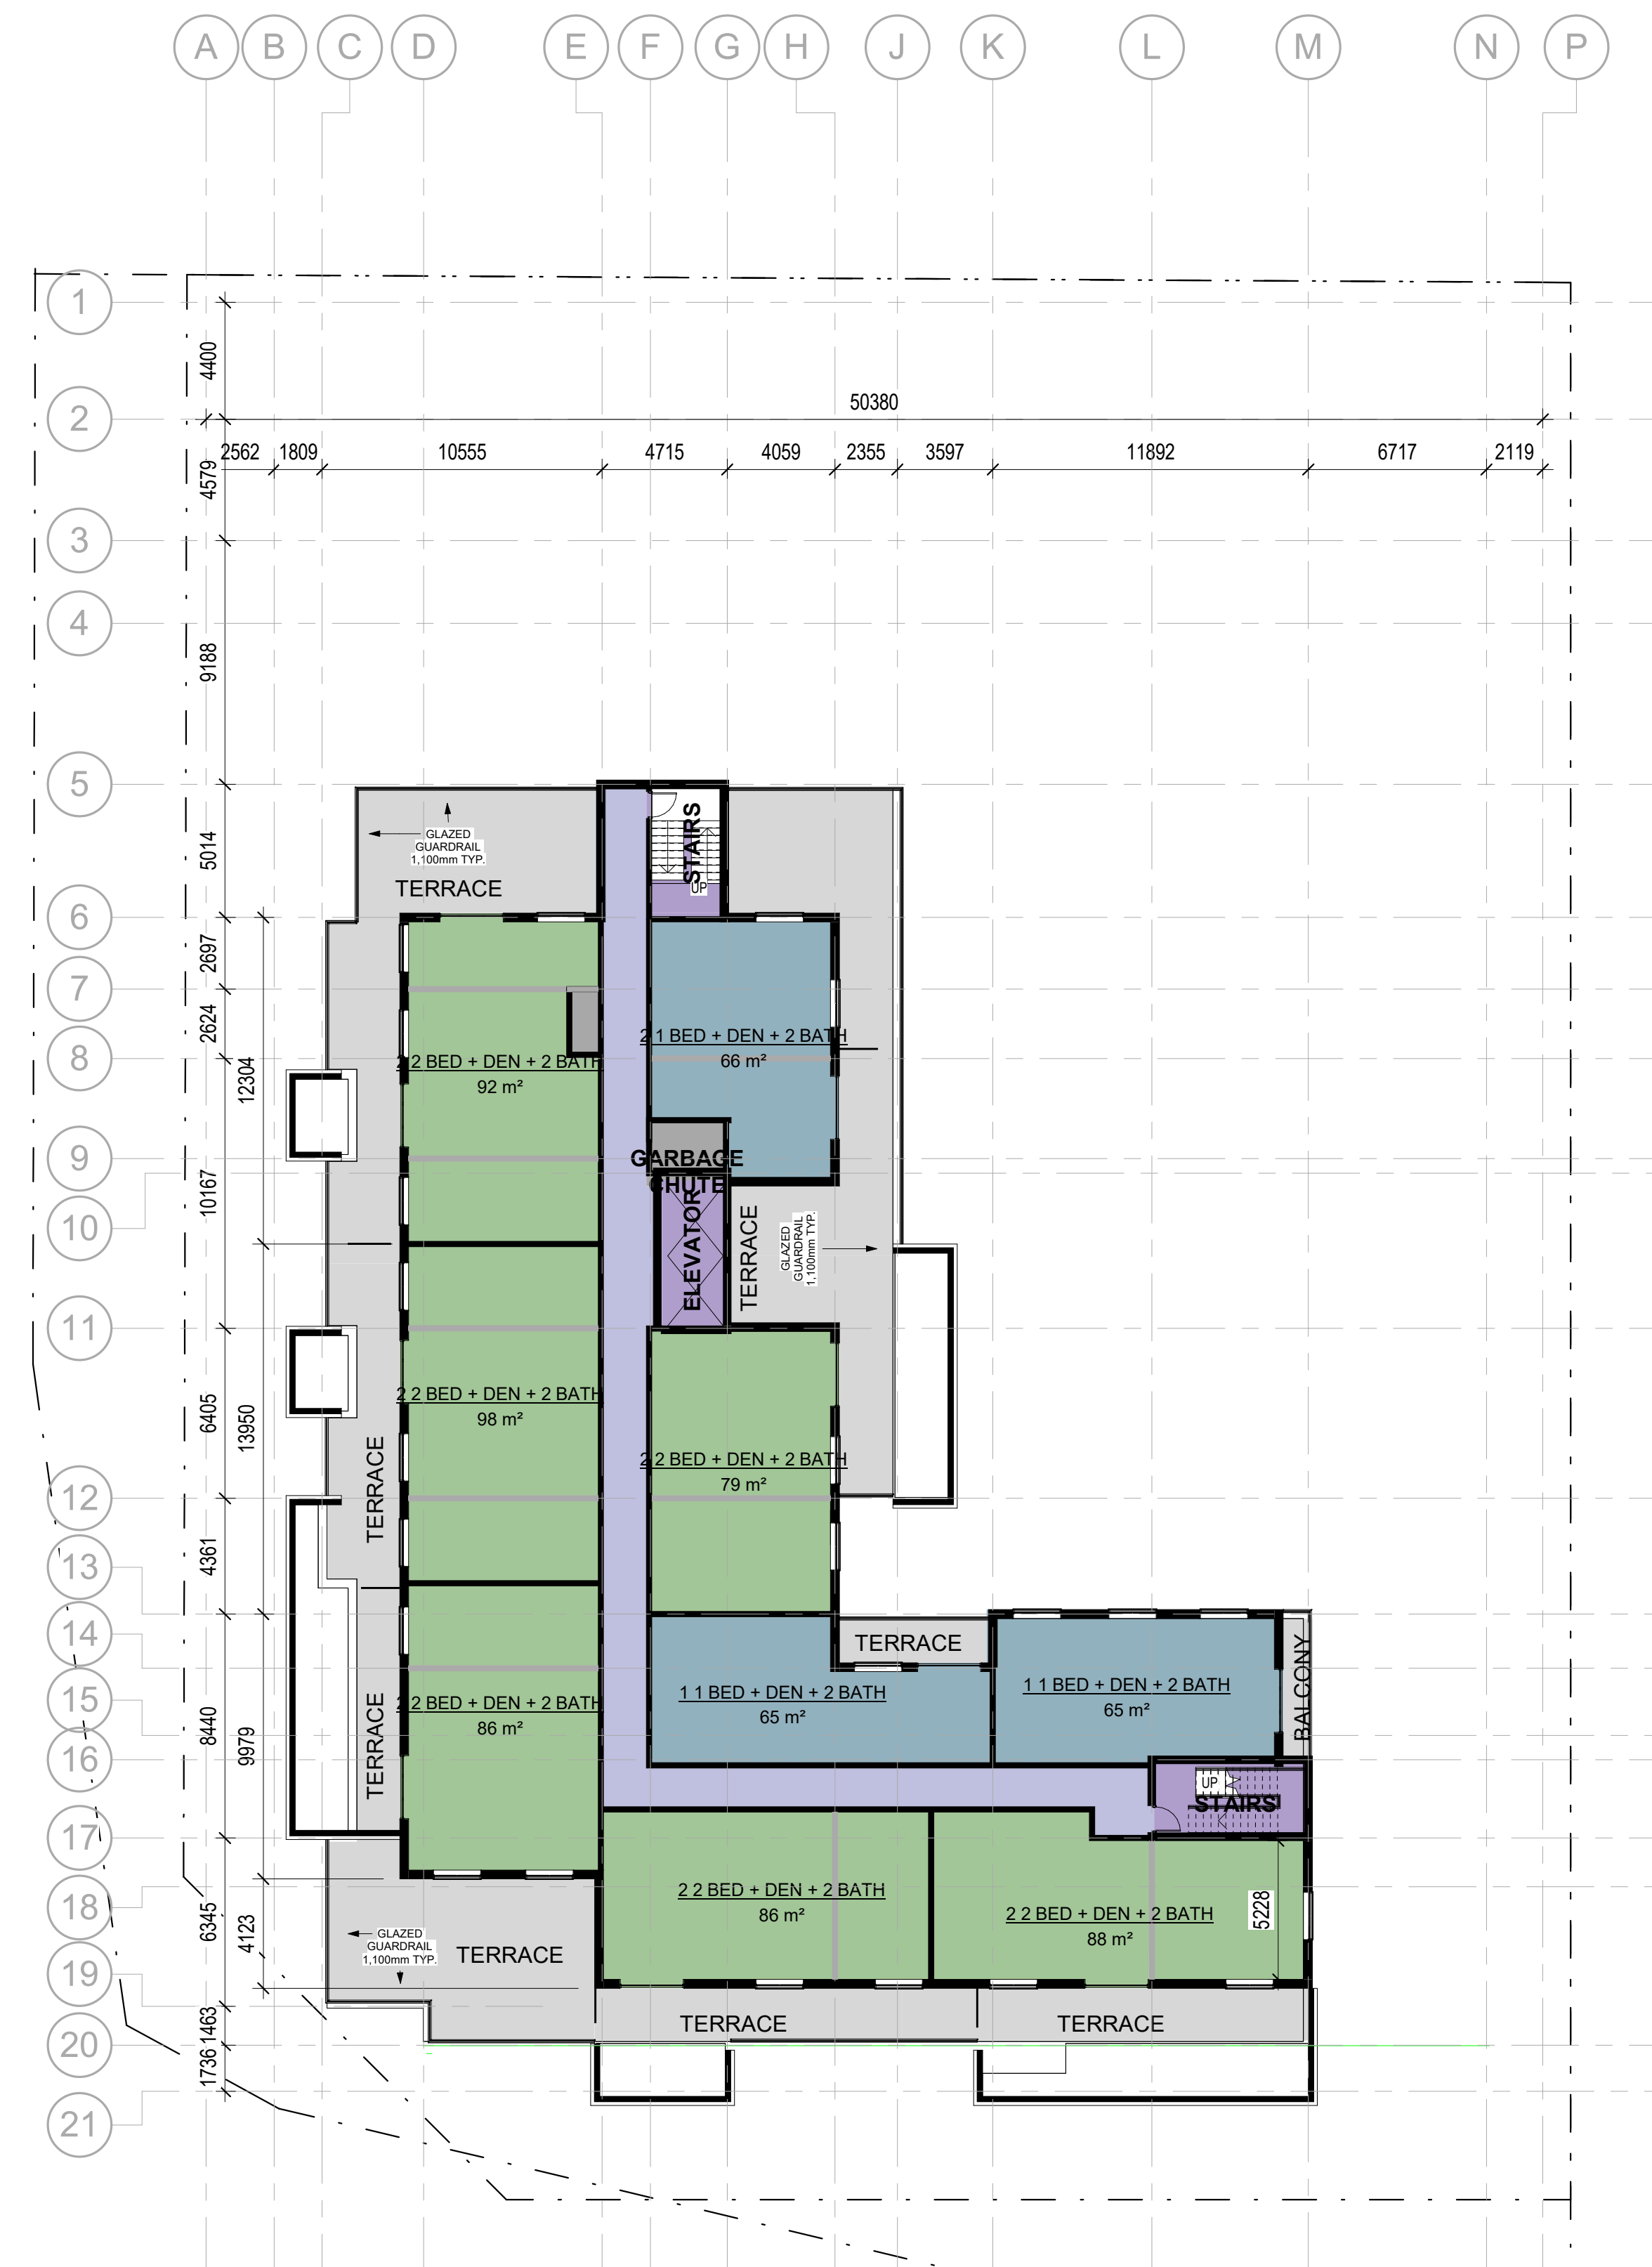 A B C D E F G H J K L M N P
1
4400
2
50380
2562 1809 10555 4715 4059 2355 3597 11892 6717 2119
4579
3
4
9188
5
5014
GLAZED
GUARDRAIL
1,100mm TYP.
TERRACE
STAIRS
UP
6
2697
7
2624
8
12304
2 2 BED + DEN + 2 BATH
92 m²
2 1 BED + DEN + 2 BATH
66 m²
9
GARBAGE
CHUTE
10167
10
ELEVATOR
TERRACE
GLAZED
GUARDRAIL
1,100mm TYP.
11
6405
13950
2 2 BED + DEN + 2 BATH
98 m²
2 2 BED + DEN + 2 BATH
79 m²
TERRACE
12
4361
13
14
TERRACE
BALCONY
15
1 1 BED + DEN + 2 BATH
65 m²
1 1 BED + DEN + 2 BATH
65 m²
2 2 BED + DEN + 2 BATH
86 m²
TERRACE
8440
9979
16
UP
STAIRS
17
18
2 2 BED + DEN + 2 BATH
86 m²
2 2 BED + DEN + 2 BATH
88 m²
5228
6345
4123
GLAZED
GUARDRAIL
1,100mm TYP.
TERRACE
19
1463
TERRACE
TERRACE
20
1736
21